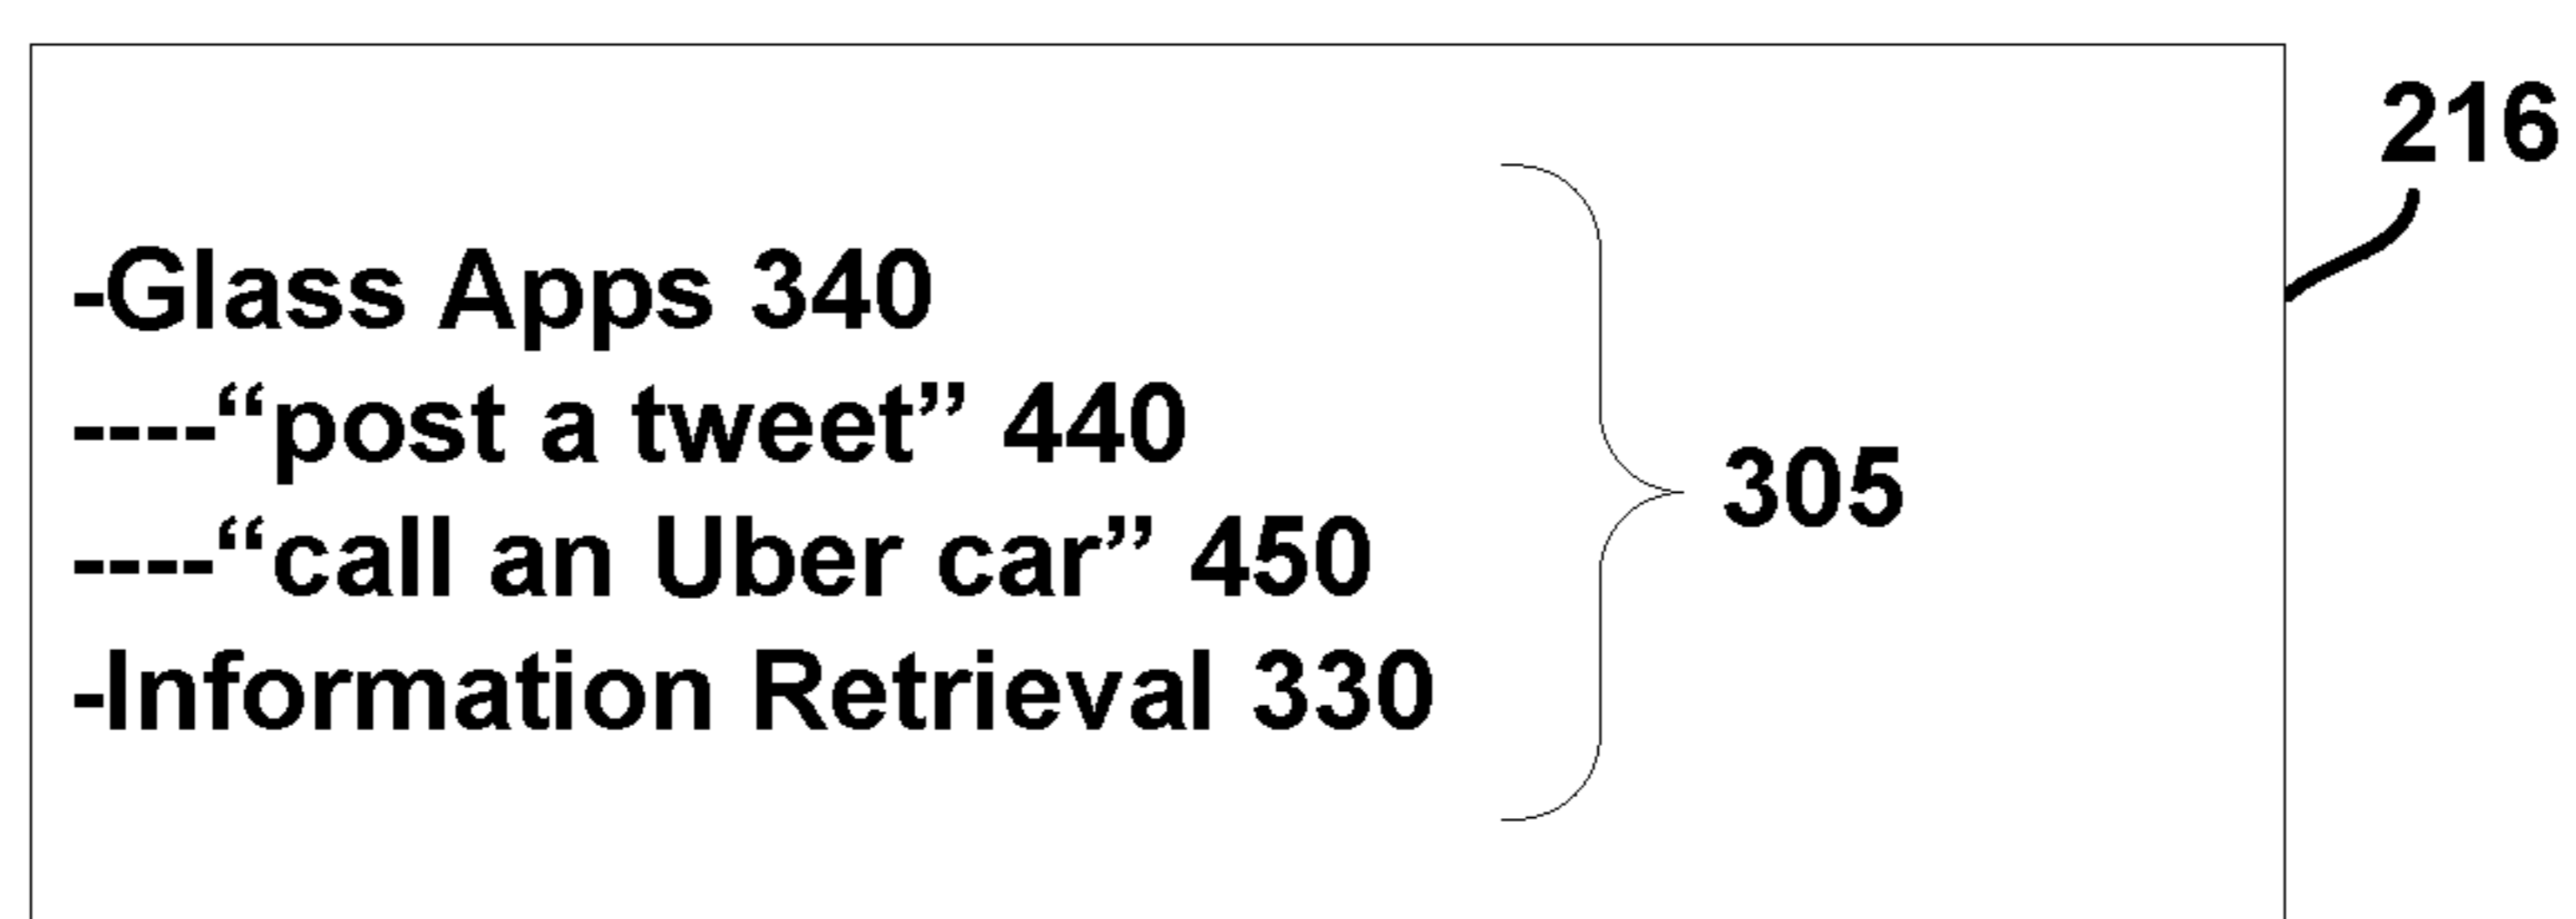 216
-Glass Apps 340
----“post a tweet” 440
----“call an Uber car” 450
305
-Information Retrieval 330